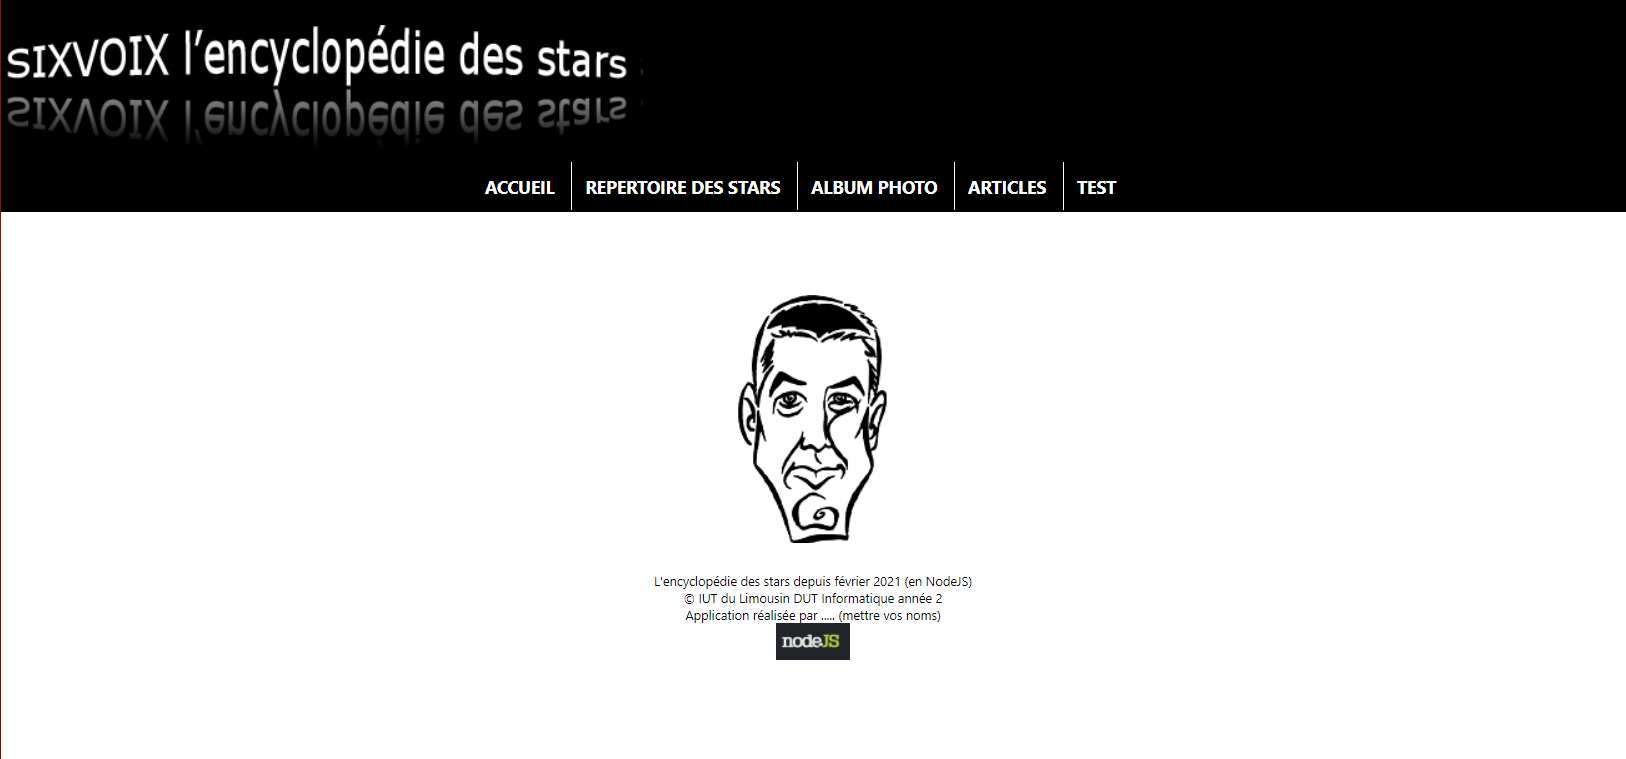 SIXVOIX l'encyclopédie des stars
ACCUEIL
REPERTOIRE DES STARS
ALBUM PHOTO
ARTICLES
TEST
L'encyclopédie des stars depuis février 2021 (en NodeJS)
© IUT du Limousin DUT Informatique année 2
Application réalisée par ..... (mettre vos noms)
nodeJS